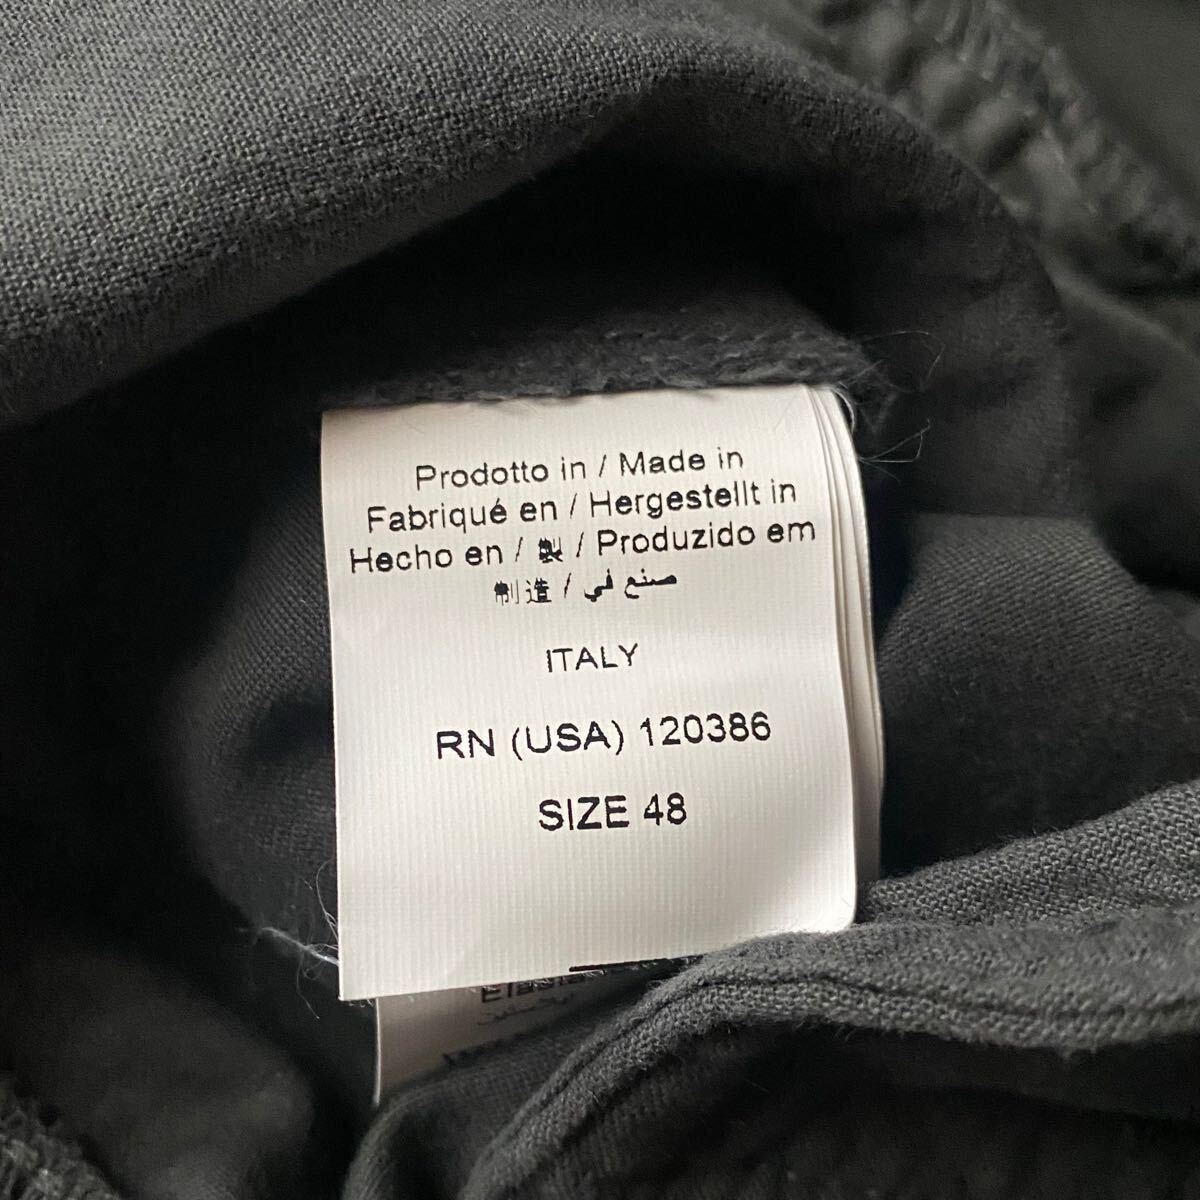 Prodotto in / Made in
Fabriqué en / Hergestellt in
Hecho en / 製 / Produzido em
制造 / صنع في
ITALY
RN (USA) 120386
SIZE 48